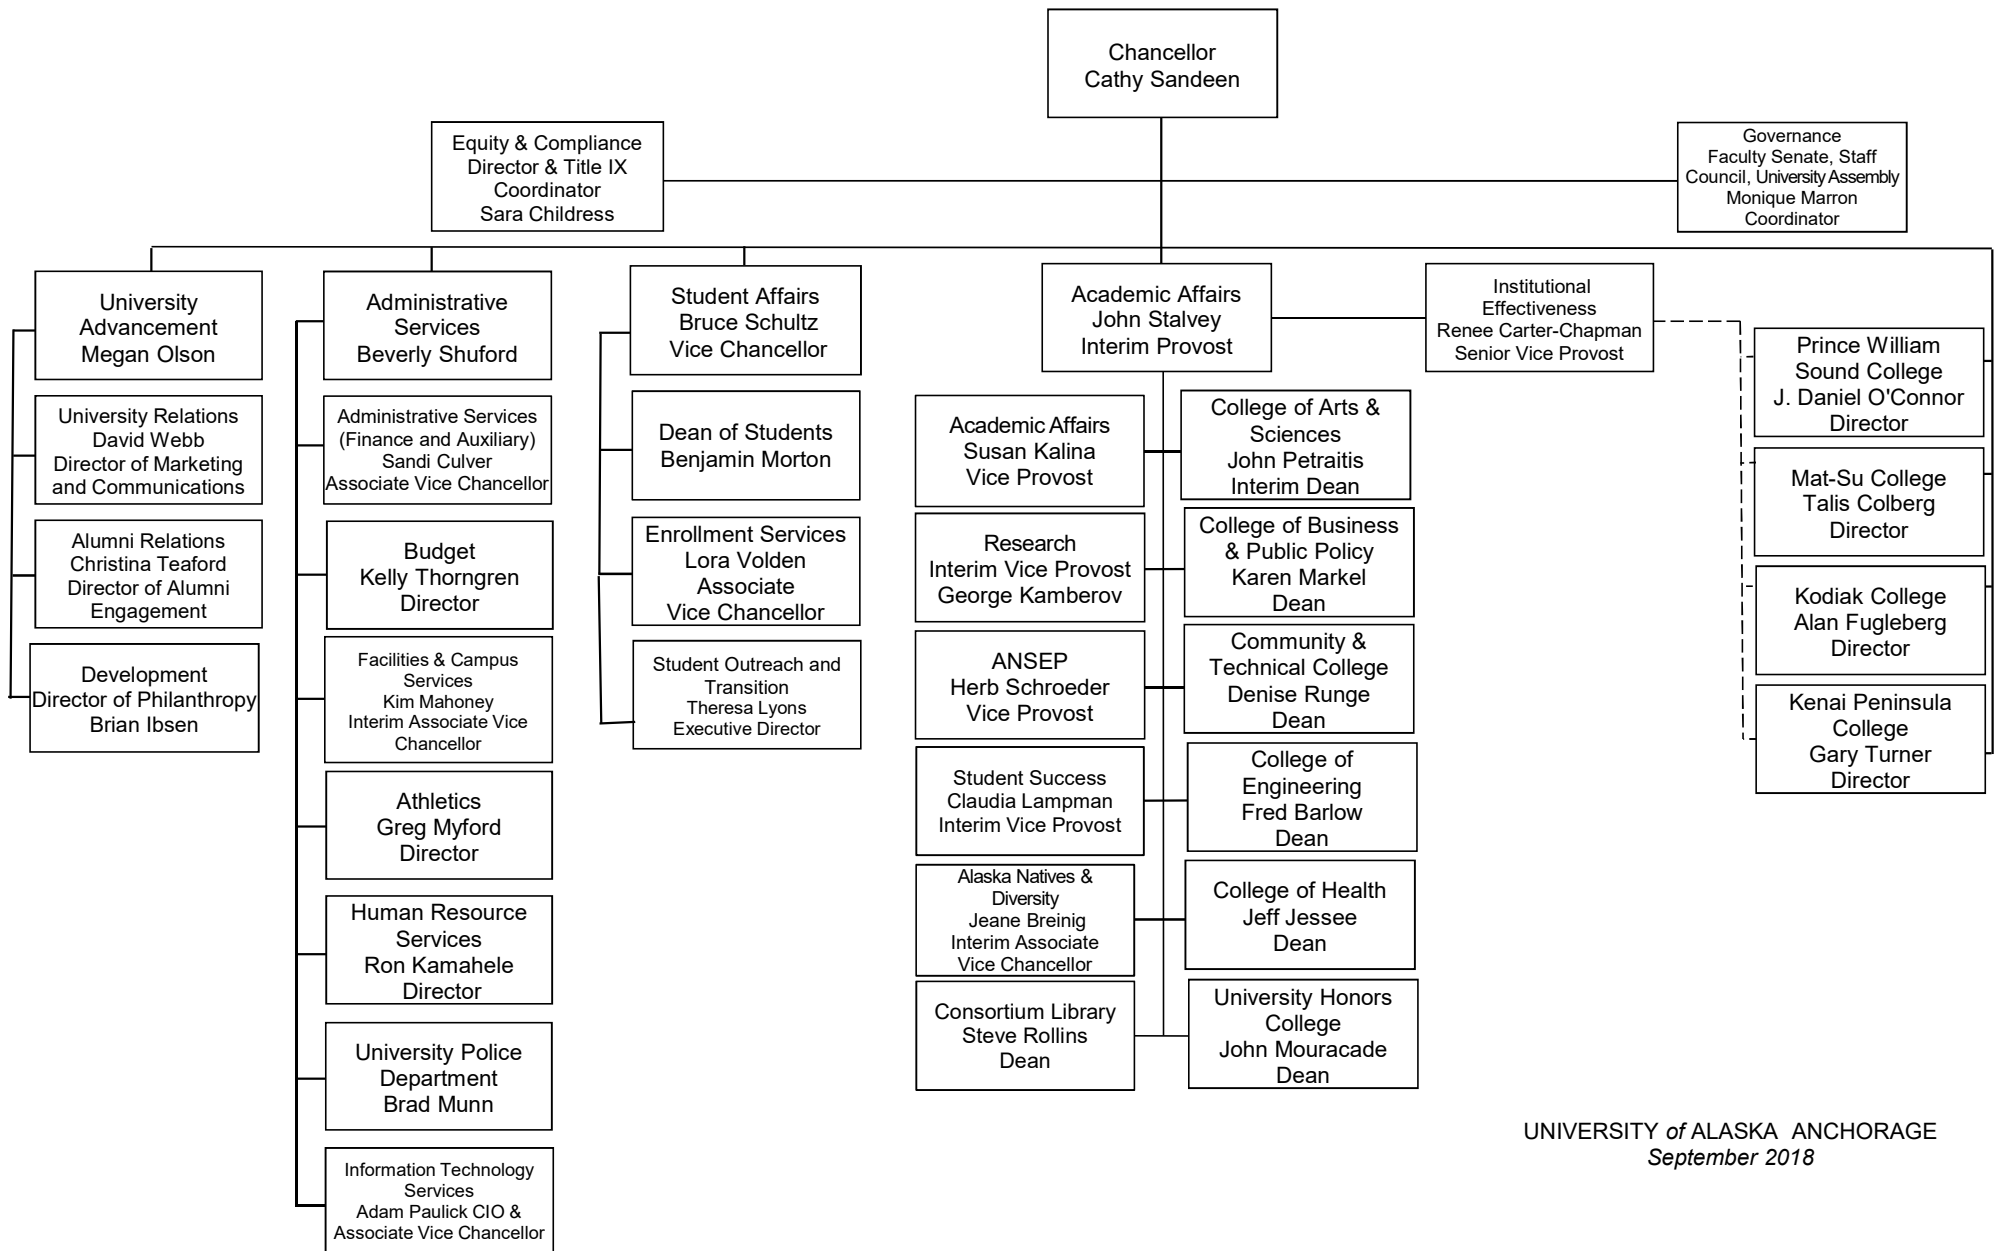 Chancellor
Cathy Sandeen
Equity & Compliance
Director & Title IX
Coordinator
Sara Childress
Governance
Faculty Senate, Staff
Council, University Assembly
Monique Marron
Coordinator
University
Advancement
Megan Olson
University Relations
David Webb
Director of Marketing
and Communications
Alumni Relations
Christina Teaford
Director of Alumni
Engagement
Development
Director of Philanthropy
Brian Ibsen
Administrative
Services
Beverly Shuford
Administrative Services
(Finance and Auxiliary)
Sandi Culver
Associate Vice Chancellor
Budget
Kelly Thorngren
Director
Facilities & Campus
Services
Kim Mahoney
Interim Associate Vice
Chancellor
Athletics
Greg Myford
Director
Human Resource
Services
Ron Kamahele
Director
University Police
Department
Brad Munn
Information Technology
Services
Adam Paulick CIO &
Associate Vice Chancellor
Student Affairs
Bruce Schultz
Vice Chancellor
Dean of Students
Benjamin Morton
Enrollment Services
Lora Volden
Associate
Vice Chancellor
Student Outreach and
Transition
Theresa Lyons
Executive Director
Academic Affairs
John Stalvey
Interim Provost
Academic Affairs
Susan Kalina
Vice Provost
Research
Interim Vice Provost
George Kamberov
ANSEP
Herb Schroeder
Vice Provost
Student Success
Claudia Lampman
Interim Vice Provost
Alaska Natives &
Diversity
Jeane Breinig
Interim Associate
Vice Chancellor
Consortium Library
Steve Rollins
Dean
College of Arts &
Sciences
John Petraitis
Interim Dean
College of Business
& Public Policy
Karen Markel
Dean
Community &
Technical College
Denise Runge
Dean
College of
Engineering
Fred Barlow
Dean
College of Health
Jeff Jessee
Dean
University Honors
College
John Mouracade
Dean
Institutional
Effectiveness
Renee Carter-Chapman
Senior Vice Provost
Prince William
Sound College
J. Daniel O'Connor
Director
Mat-Su College
Talis Colberg
Director
Kodiak College
Alan Fugleberg
Director
Kenai Peninsula
College
Gary Turner
Director
UNIVERSITY of ALASKA ANCHORAGE
September 2018